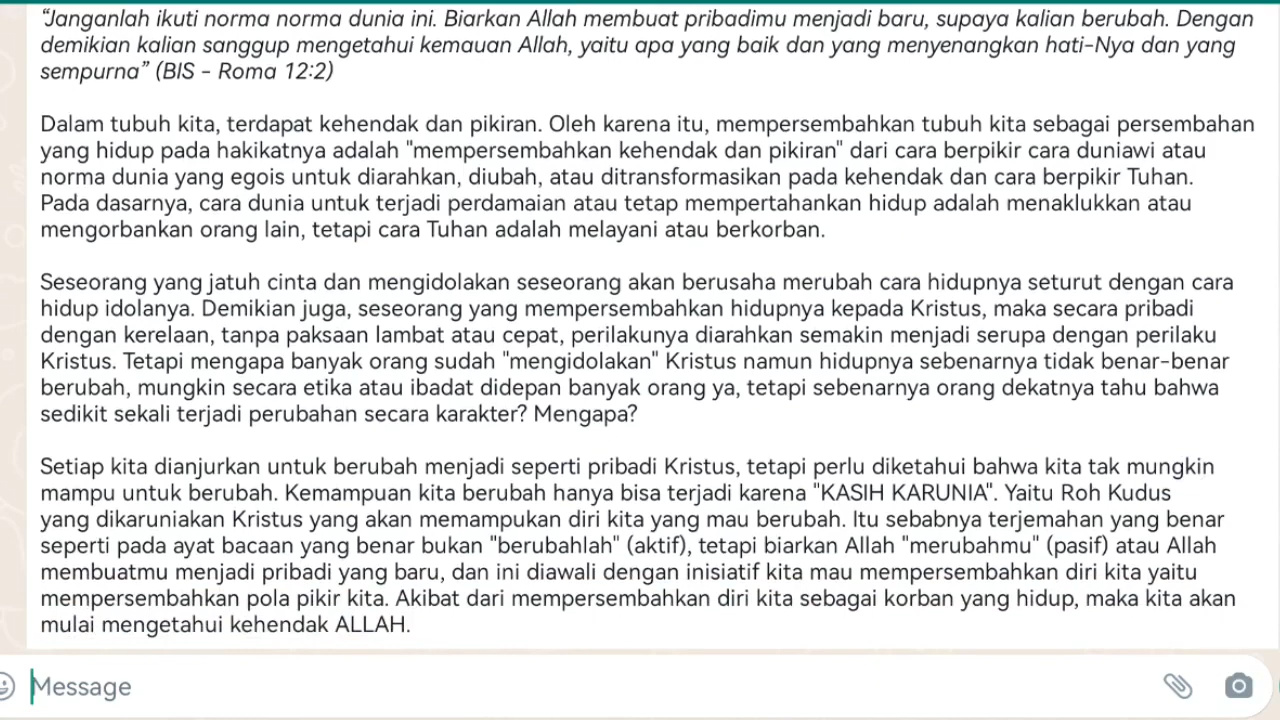 “Janganlah ikuti norma norma dunia ini. Biarkan Allah membuat pribadimu menjadi baru, supaya kalian berubah. Dengan
demikian kalian sanggup mengetahui kemauan Allah, yaitu apa yang baik dan yang menyenangkan hati-Nya dan yang
sempurna” (BIS - Roma 12:2)
Dalam tubuh kita, terdapat kehendak dan pikiran. Oleh karena itu, mempersembahkan tubuh kita sebagai persembahan
yang hidup pada hakikatnya adalah "mempersembahkan kehendak dan pikiran" dari cara berpikir cara duniawi atau
norma dunia yang egois untuk diarahkan, diubah, atau ditransformasikan pada kehendak dan cara berpikir Tuhan.
Pada dasarnya, cara dunia untuk terjadi perdamaian atau tetap mempertahankan hidup adalah menaklukkan atau
mengorbankan orang lain, tetapi cara Tuhan adalah melayani atau berkorban.
Seseorang yang jatuh cinta dan mengidolakan seseorang akan berusaha merubah cara hidupnya seturut dengan cara
hidup idolanya. Demikian juga, seseorang yang mempersembahkan hidupnya kepada Kristus, maka secara pribadi
dengan kerelaan, tanpa paksaan lambat atau cepat, perilakunya diarahkan semakin menjadi serupa dengan perilaku
Kristus. Tetapi mengapa banyak orang sudah "mengidolakan" Kristus namun hidupnya sebenarnya tidak benar-benar
berubah, mungkin secara etika atau ibadat didepan banyak orang ya, tetapi sebenarnya orang dekatnya tahu bahwa
sedikit sekali terjadi perubahan secara karakter? Mengapa?
Setiap kita dianjurkan untuk berubah menjadi seperti pribadi Kristus, tetapi perlu diketahui bahwa kita tak mungkin
mampu untuk berubah. Kemampuan kita berubah hanya bisa terjadi karena "KASIH KARUNIA". Yaitu Roh Kudus
yang dikaruniakan Kristus yang akan memampukan diri kita yang mau berubah. Itu sebabnya terjemahan yang benar
seperti pada ayat bacaan yang benar bukan "berubahlah" (aktif), tetapi biarkan Allah "merubahmu" (pasif) atau Allah
membuatmu menjadi pribadi yang baru, dan ini diawali dengan inisiatif kita mau mempersembahkan diri kita yaitu
mempersembahkan pola pikir kita. Akibat dari mempersembahkan diri kita sebagai korban yang hidup, maka kita akan
mulai mengetahui kehendak ALLAH.
Message